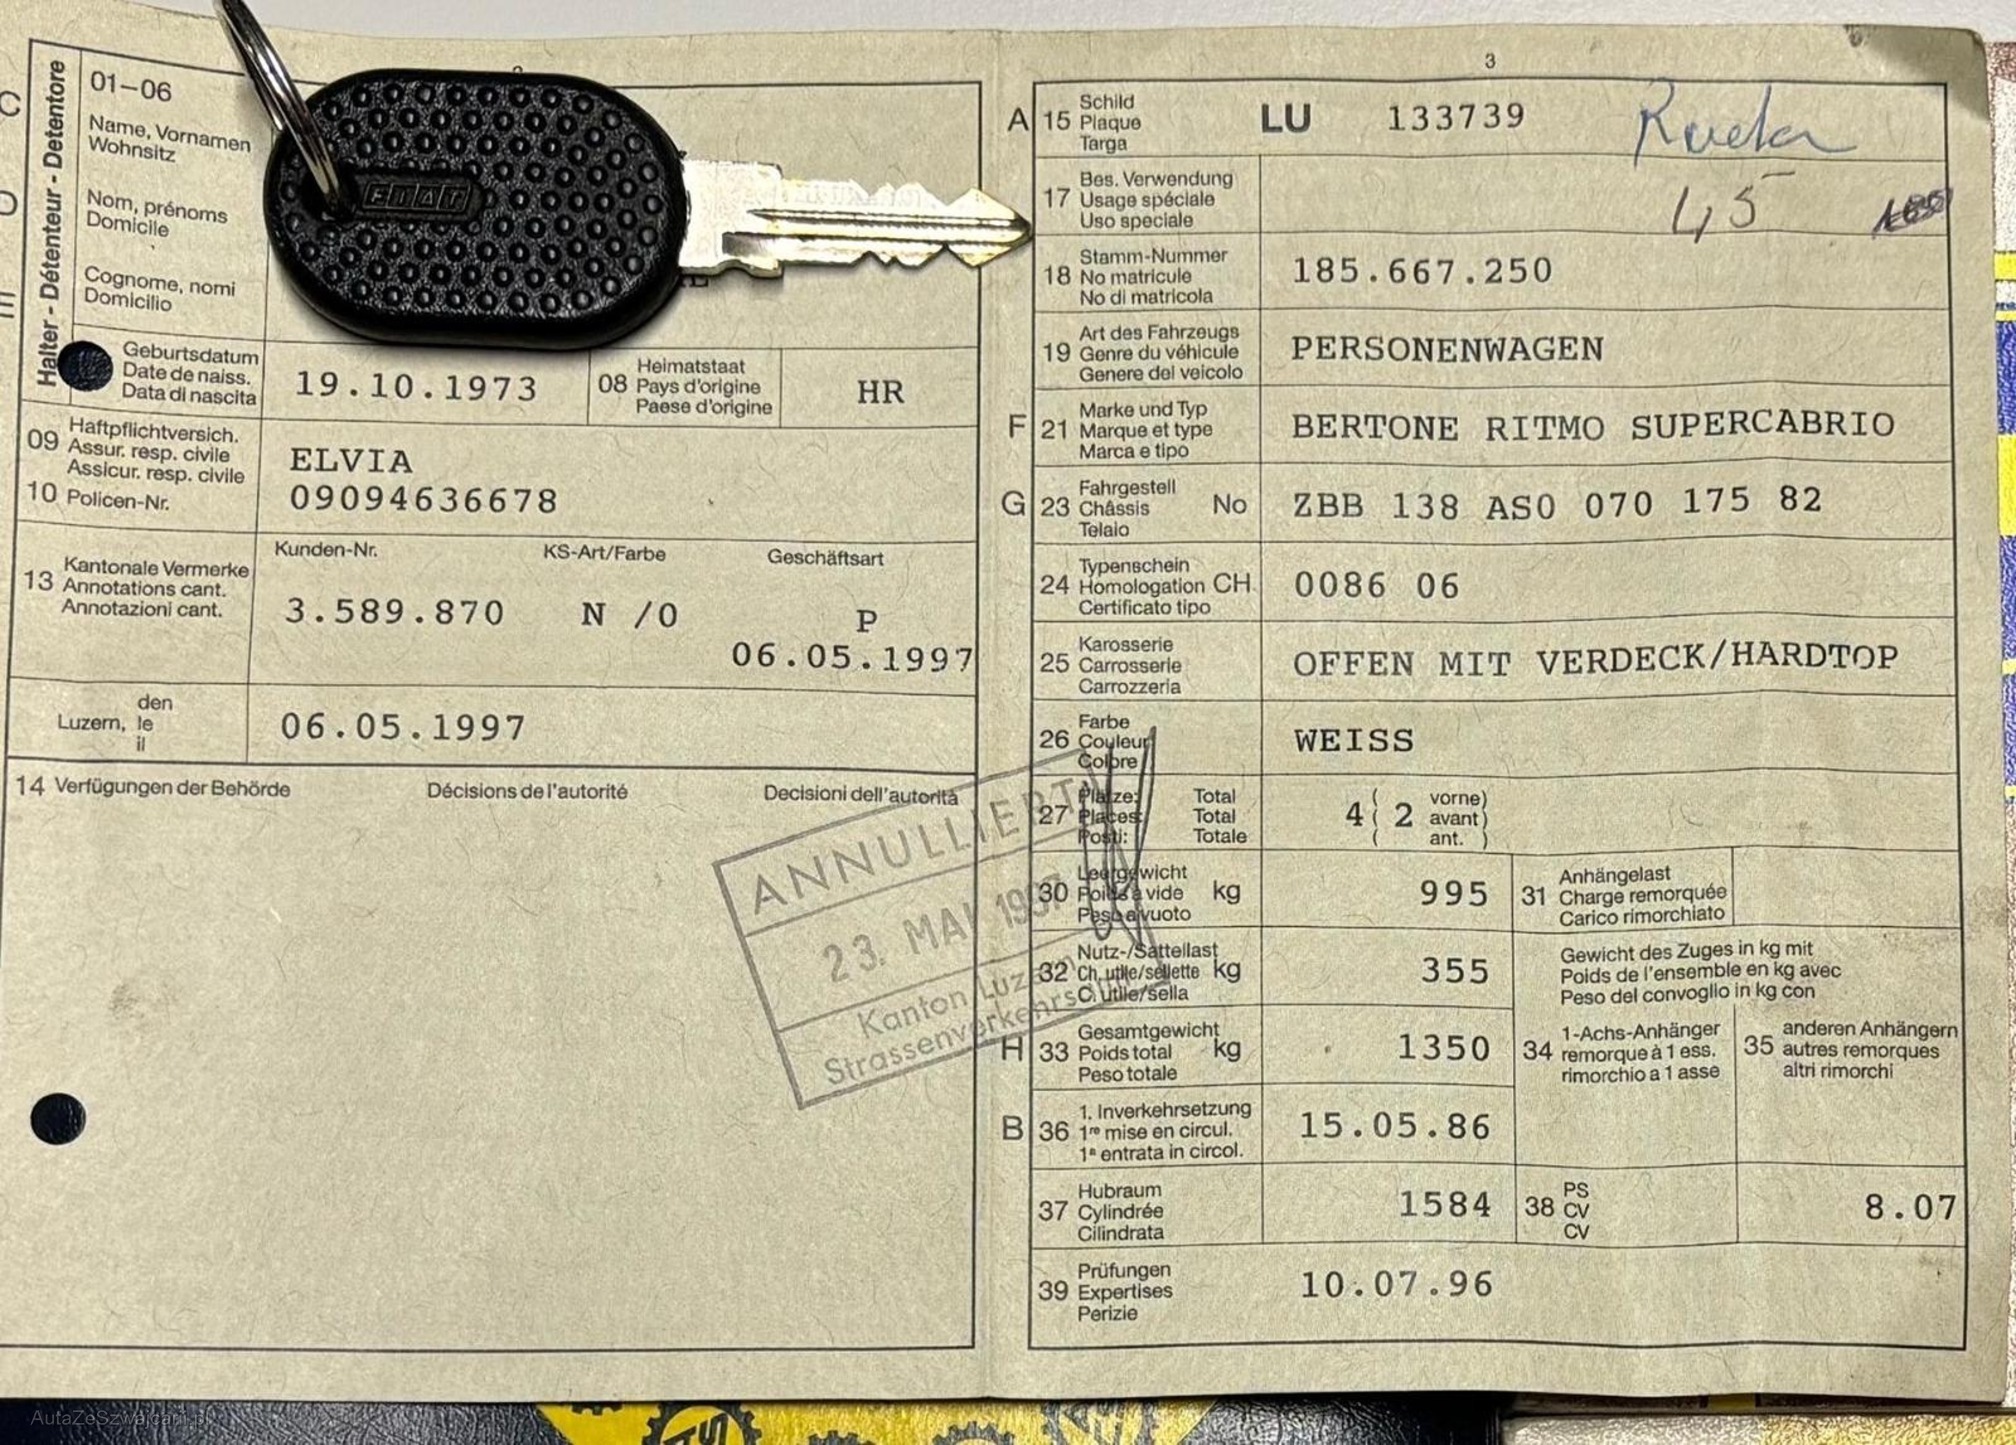 3
01–06
Halter - Détenteur - Detentore
Name, Vornamen
Wohnsitz
Nom, prénoms
Domicile
Cognome, nomi
Domicilio
FIAT
Geburtsdatum
Date de naiss.
Data di nascita
19.10.1973
08 Heimatstaat
Pays d'origine
Paese d'origine
HR
09 Haftpflichtversich.
Assur. resp. civile
Assicur. resp. civile
ELVIA
10 Policen-Nr.
09094636678
13 Kantonale Vermerke
Annotations cant.
Annotazioni cant.
Kunden-Nr. KS-Art/Farbe Geschäftsart
3.589.870 N /0 P
06.05.1997
Luzern, den
le
il
06.05.1997
14 Verfügungen der Behörde Décisions de l'autorité Decisioni dell'autorità
ANNULLIERT
23. MAI 1997
Kanton Luzern
Strassenverkehrsamt
A 15 Schild
Plaque
Targa
LU 133739
17 Bes. Verwendung
Usage spéciale
Uso speciale
45
18 Stamm-Nummer
No matricule
No di matricola
185.667.250
19 Art des Fahrzeugs
Genre du véhicule
Genere del veicolo
PERSONENWAGEN
F 21 Marke und Typ
Marque et type
Marca e tipo
BERTONE RITMO SUPERCABRIO
G 23 Fahrgestell
Châssis No
Telaio
ZBB 138 AS0 070 175 82
24 Typenschein
Homologation CH
Certificato tipo
0086 06
25 Karosserie
Carrosserie
Carrozzeria
OFFEN MIT VERDECK/HARDTOP
26 Farbe
Couleur
Colore
WEISS
27 Plätze: Total
Places: Total
Posti: Totale
4 ( 2 vorne)
( avant)
( ant. )
30 Leergewicht
Poids à vide kg
Peso a vuoto
995
31 Anhängelast
Charge remorquée
Carico rimorchiato
32 Nutz-/Sattellast
Ch. utile/sellette kg
C. utile/sella
355
Gewicht des Zuges in kg mit
Poids de l'ensemble en kg avec
Peso del convoglio in kg con
H 33 Gesamtgewicht
Poids total kg
Peso totale
1350
34 1-Achs-Anhänger
remorque à 1 ess.
rimorchio a 1 asse
35 anderen Anhängern
autres remorques
altri rimorchi
B 36 1. Inverkehrsetzung
1re mise en circul.
1a entrata in circol.
15.05.86
37 Hubraum
Cylindrée
Cilindrata
1584
38 PS
CV
CV
8.07
39 Prüfungen
Expertises
Perizie
10.07.96
C
D
E
AutaZeSzwajcarii.pl